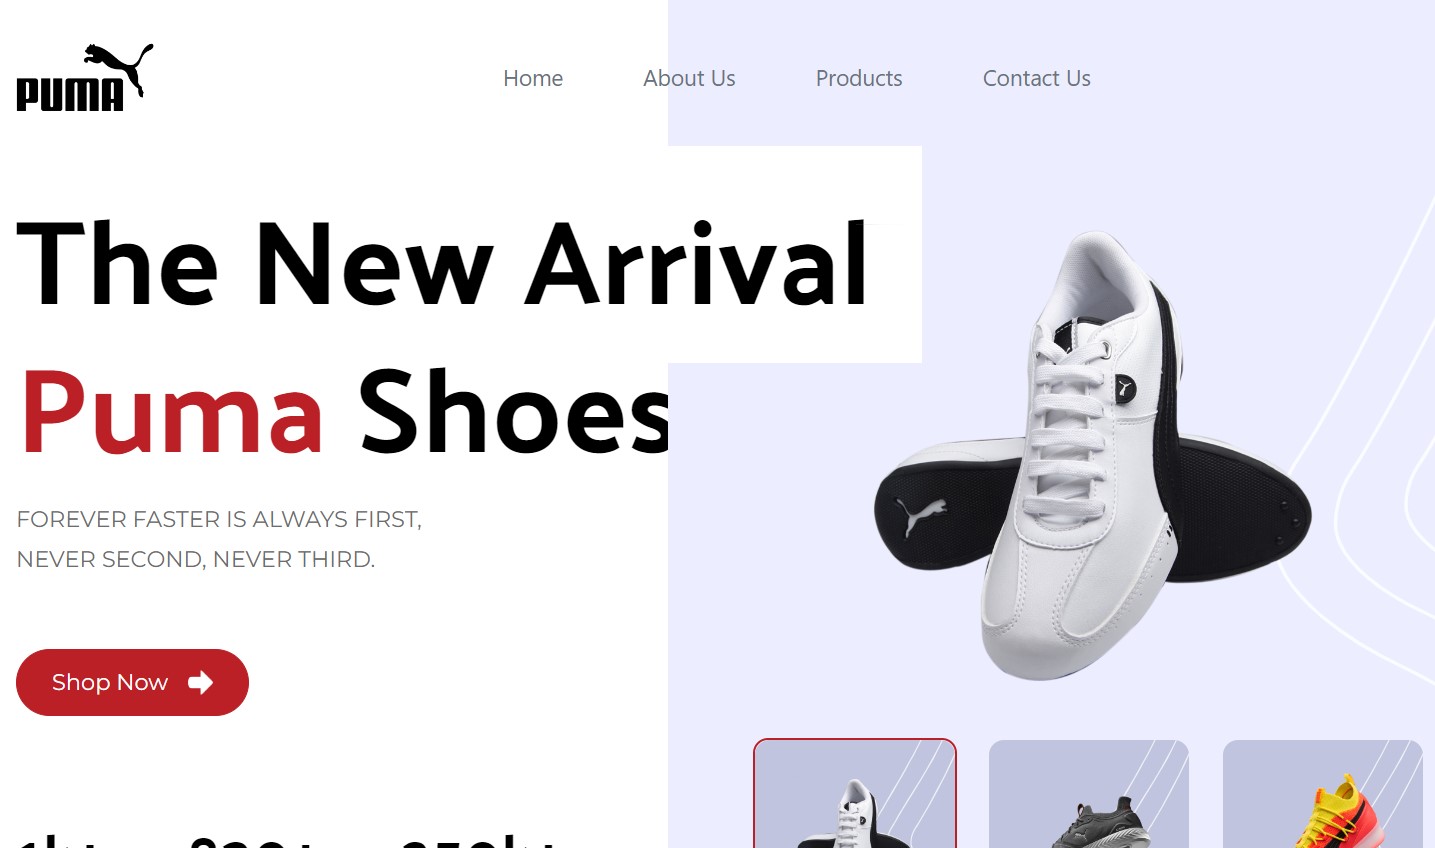 PUMA
Home About Us Products Contact Us
The New Arrival
Puma Shoes
FOREVER FASTER IS ALWAYS FIRST,
NEVER SECOND, NEVER THIRD.
Shop Now